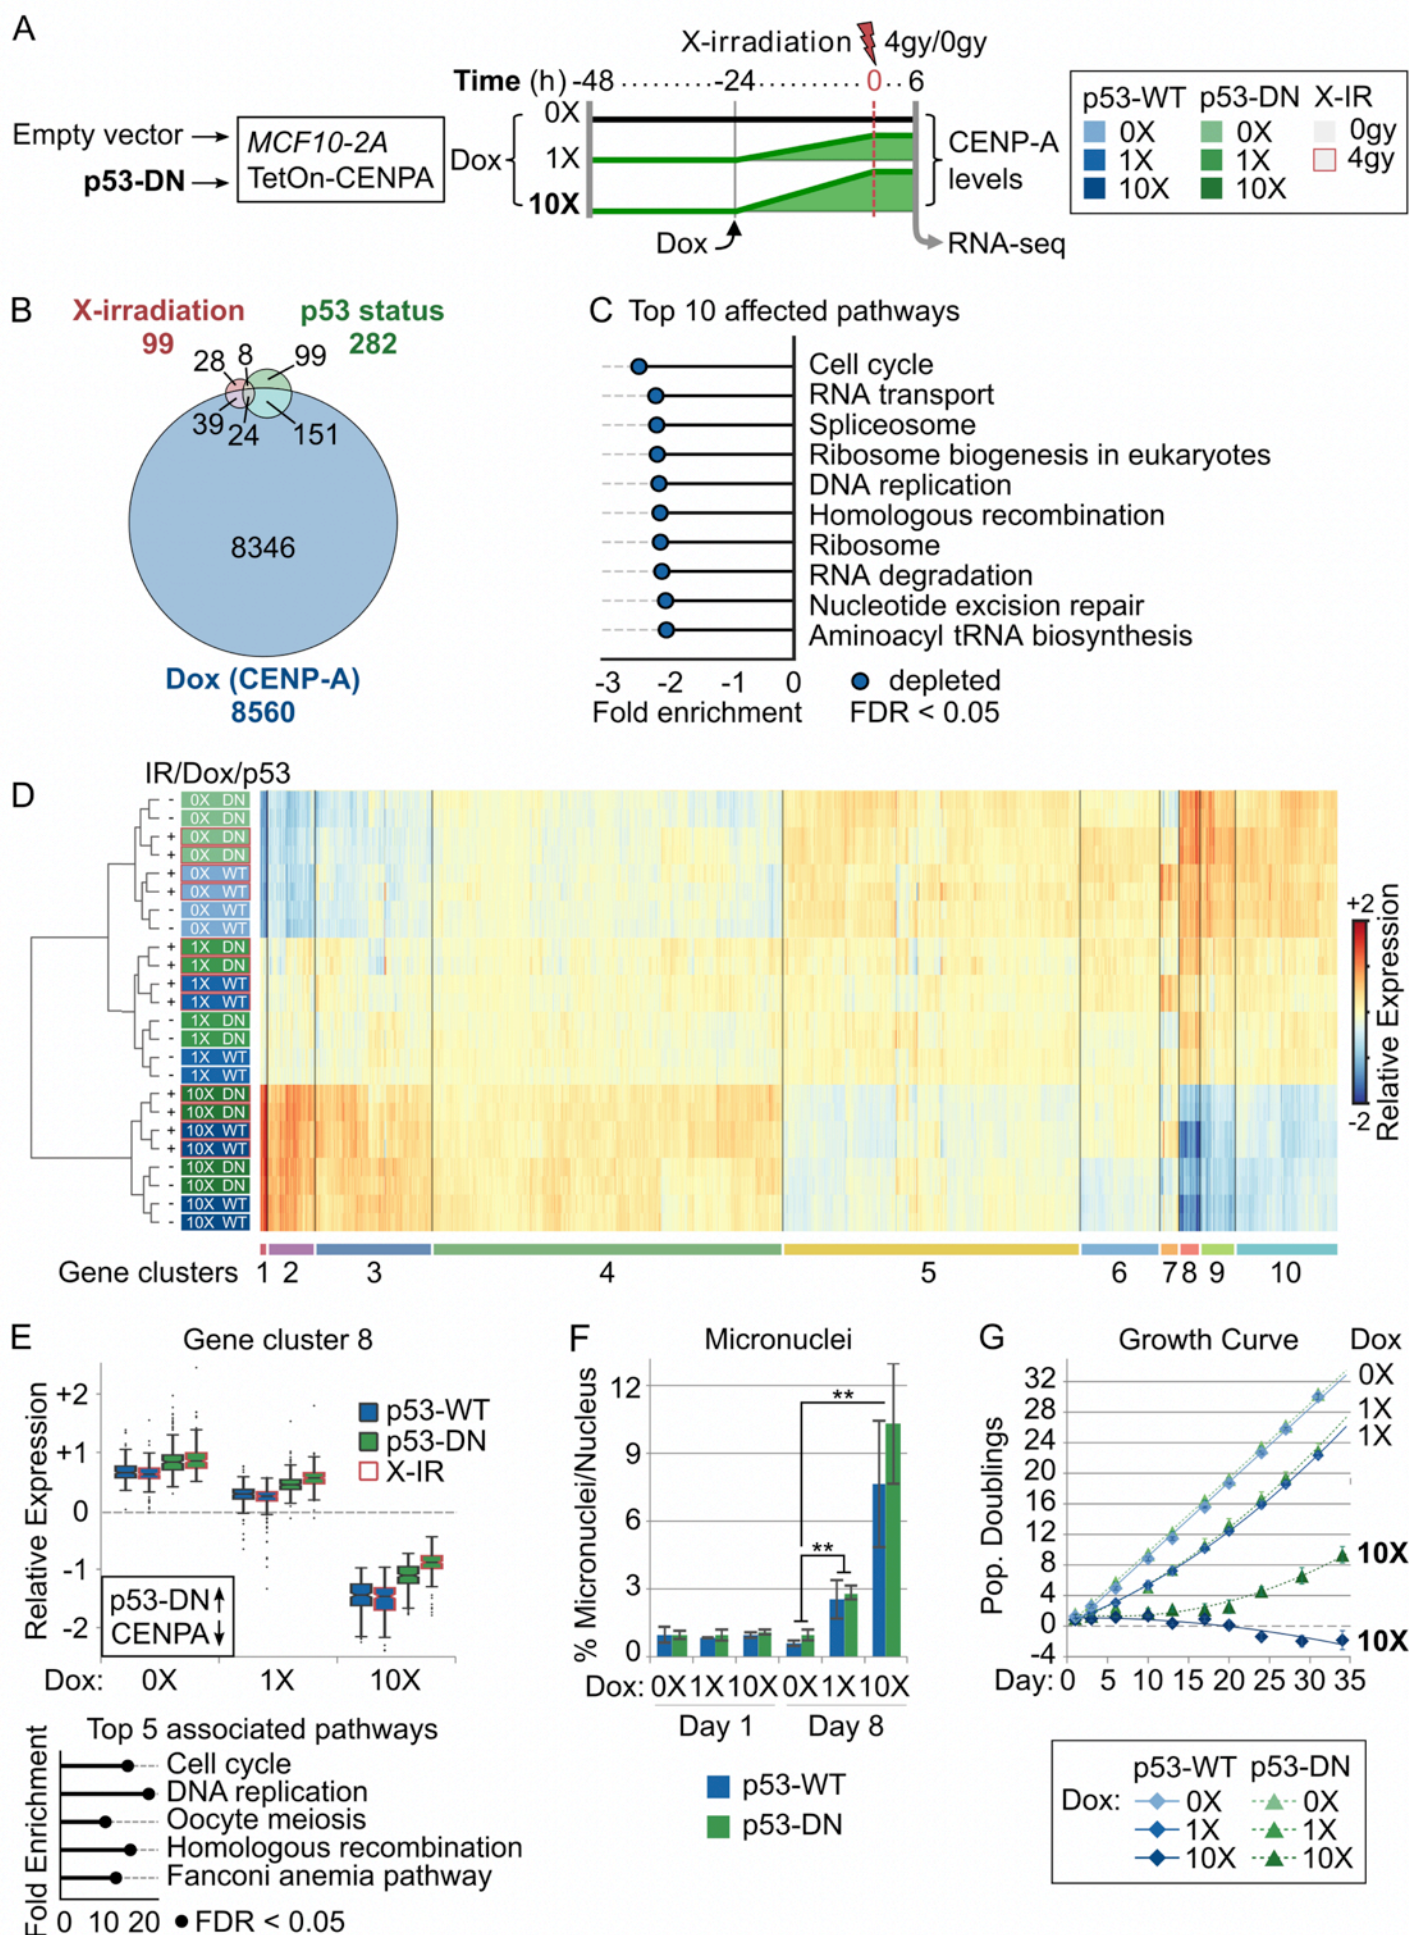 A
X-irradiation 4gy/0gy
Time (h) -48 ........ -24 ........... 0 .. 6
Empty vector
p53-DN
MCF10-2A
TetOn-CENPA
Dox
0X
1X
10X
Dox
CENP-A
levels
RNA-seq
p53-WT p53-DN X-IR
0X 0X 0gy
1X 1X 4gy
10X 10X
B
X-irradiation
99
p53 status
282
28 8 99
39 24 151
8346
Dox (CENP-A)
8560
C Top 10 affected pathways
Cell cycle
RNA transport
Spliceosome
Ribosome biogenesis in eukaryotes
DNA replication
Homologous recombination
Ribosome
RNA degradation
Nucleotide excision repair
Aminoacyl tRNA biosynthesis
-3 -2 -1 0
Fold enrichment
depleted
FDR < 0.05
D
IR/Dox/p53
- 0X DN
- 0X DN
+ 0X DN
+ 0X DN
+ 0X WT
+ 0X WT
- 0X WT
- 0X WT
+ 1X DN
+ 1X DN
+ 1X WT
+ 1X WT
- 1X DN
- 1X DN
- 1X WT
- 1X WT
+ 10X DN
+ 10X DN
+ 10X WT
+ 10X WT
- 10X DN
- 10X DN
- 10X WT
- 10X WT
+2
-2
Relative Expression
Gene clusters 1 2 3 4 5 6 7 8 9 10
E Gene cluster 8
Relative Expression
+2
+1
0
-1
-2
p53-WT
p53-DN
X-IR
p53-DN↑
CENPA↓
Dox: 0X 1X 10X
Top 5 associated pathways
Fold Enrichment
Cell cycle
DNA replication
Oocyte meiosis
Homologous recombination
Fanconi anemia pathway
0 10 20 FDR < 0.05
F Micronuclei
% Micronuclei/Nucleus
12
9
6
3
0
**
**
Dox: 0X 1X 10X 0X 1X 10X
Day 1 Day 8
p53-WT
p53-DN
G Growth Curve Dox
Pop. Doublings
32
28
24
20
16
12
8
4
0
-4
0X
1X
1X
10X
10X
Day: 0 5 10 15 20 25 30 35
p53-WT p53-DN
Dox: 0X 0X
1X 1X
10X 10X